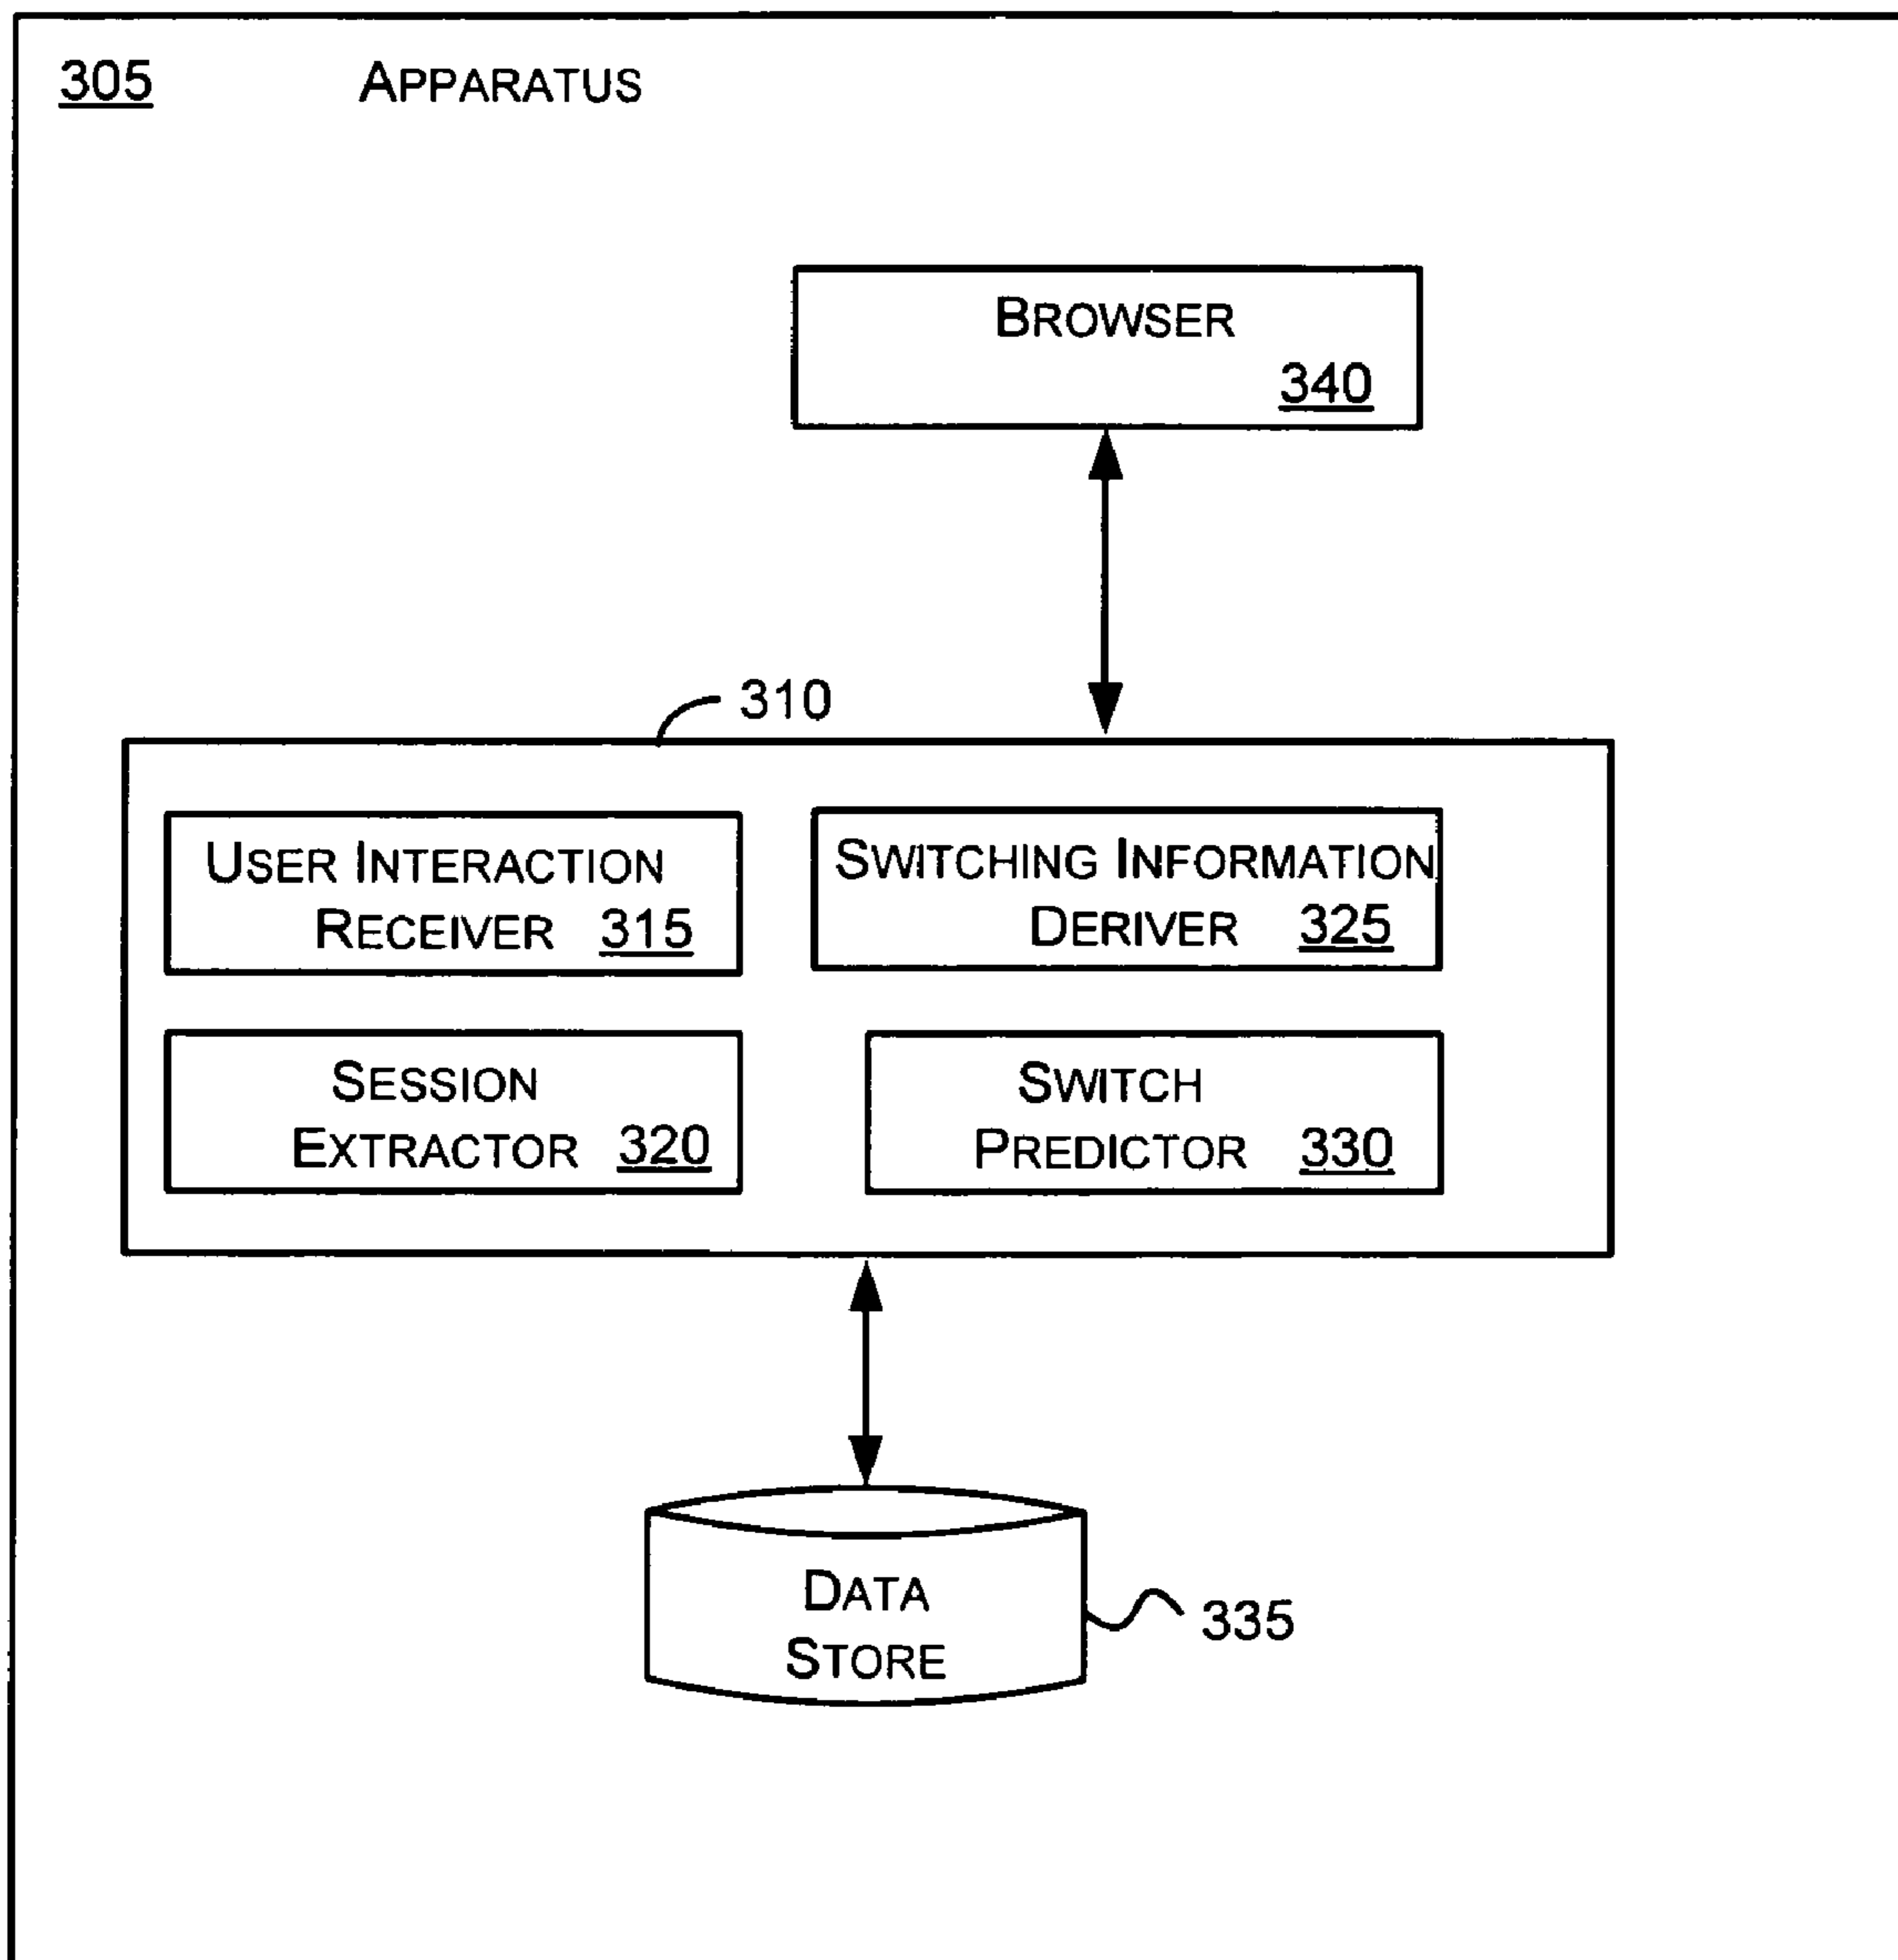 305 APPARATUS
BROWSER
340
310
USER INTERACTION
RECEIVER 315
SWITCHING INFORMATION
DERIVER 325
SESSION
EXTRACTOR 320
SWITCH
PREDICTOR 330
DATA
STORE
335